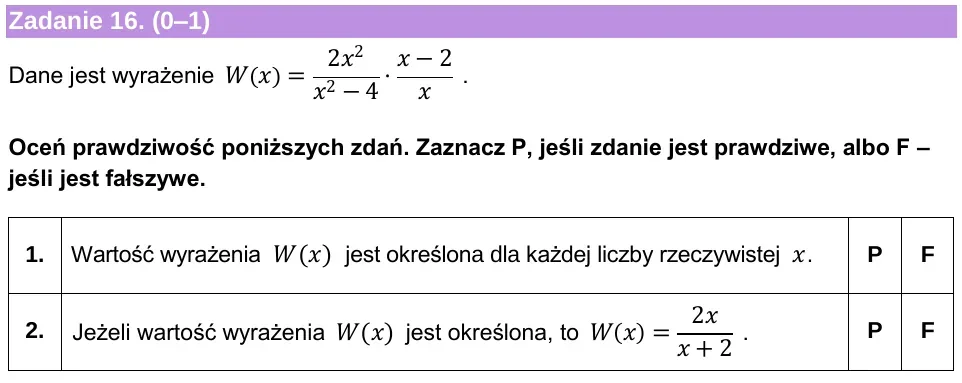 Zadanie 16. (0–1)
Dane jest wyrażenie W(x) = 2x²/(x² − 4) · (x − 2)/x .
Oceń prawdziwość poniższych zdań. Zaznacz P, jeśli zdanie jest prawdziwe, albo F –
jeśli jest fałszywe.
1. Wartość wyrażenia W(x) jest określona dla każdej liczby rzeczywistej x. P F
2. Jeżeli wartość wyrażenia W(x) jest określona, to W(x) = 2x/(x + 2) . P F